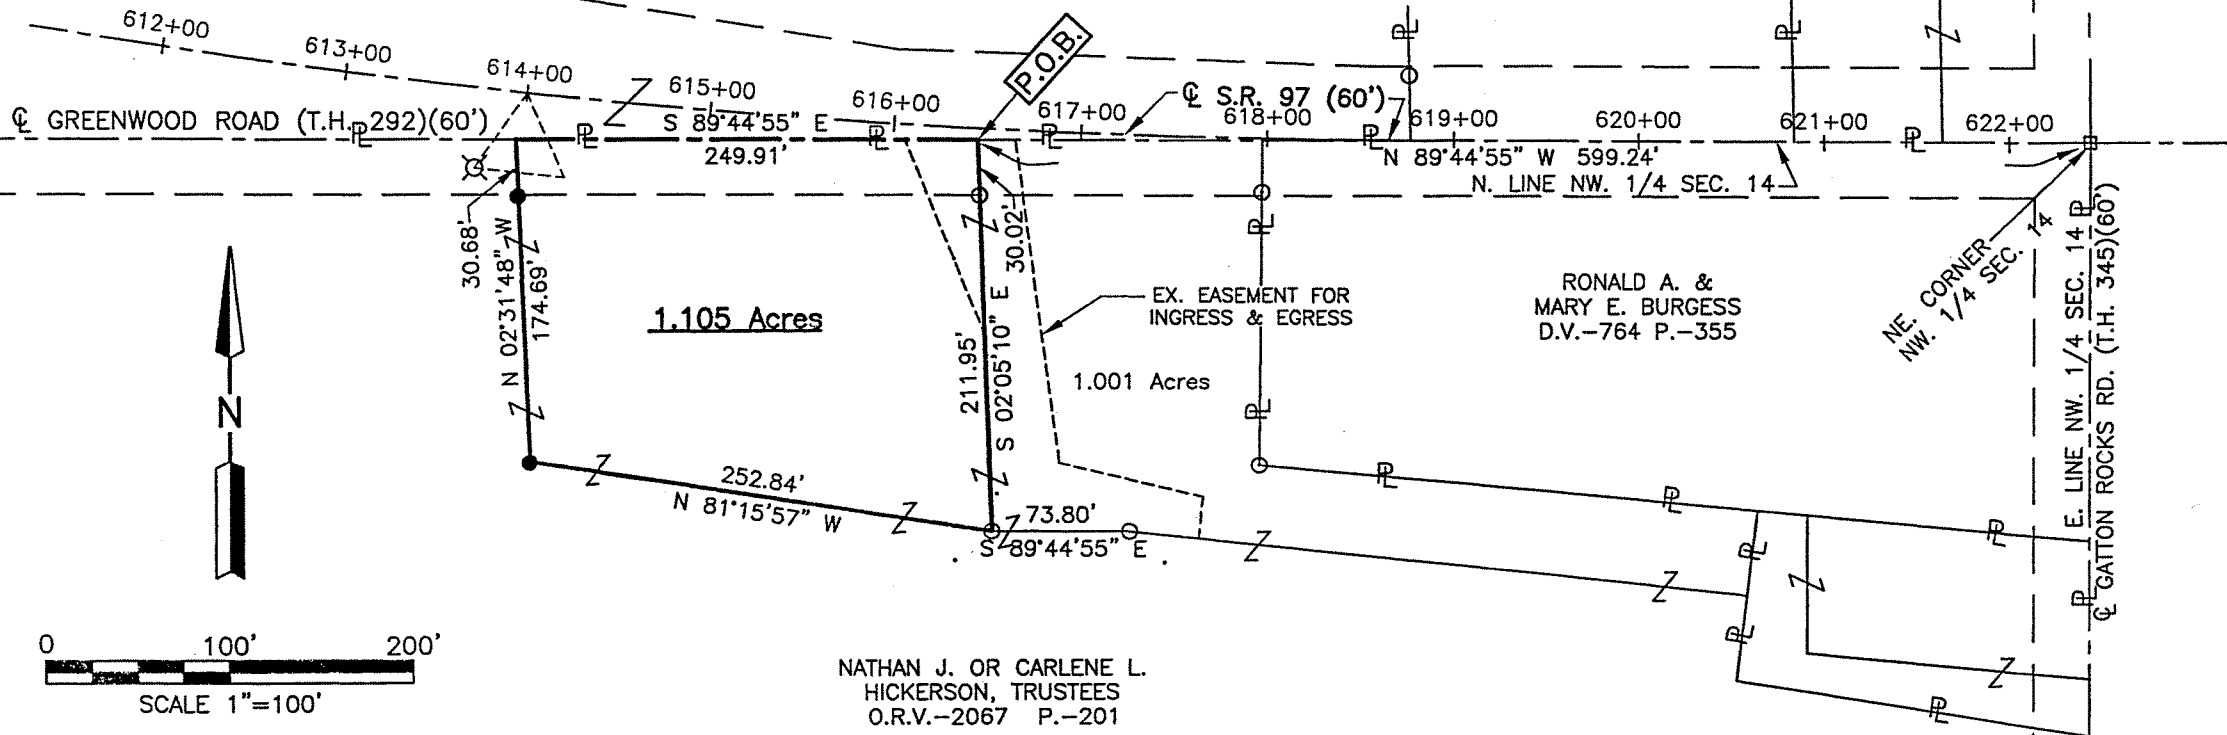 612+00
613+00
614+00
615+00
616+00
617+00
618+00
619+00
620+00
621+00
622+00
P.O.B.
℄ GREENWOOD ROAD (T.H. 292)(60')
℄ S.R. 97 (60')
S 89°44'55" E
249.91'
N 89°44'55" W 599.24'
N. LINE NW. 1/4 SEC. 14
30.68'
N 02°31'48" W
174.69'
1.105 Acres
30.02'
211.95'
S 02°05'10" E
EX. EASEMENT FOR
INGRESS & EGRESS
1.001 Acres
RONALD A. &
MARY E. BURGESS
D.V.-764 P.-355
NE. CORNER
NW. 1/4 SEC. 14
E. LINE NW. 1/4 SEC. 14
℄ GATTON ROCKS RD. (T.H. 345)(60')
N
252.84'
N 81°15'57" W
73.80'
S 89°44'55" E
0 100' 200'
SCALE 1"=100'
NATHAN J. OR CARLENE L.
HICKERSON, TRUSTEES
O.R.V.-2067 P.-201